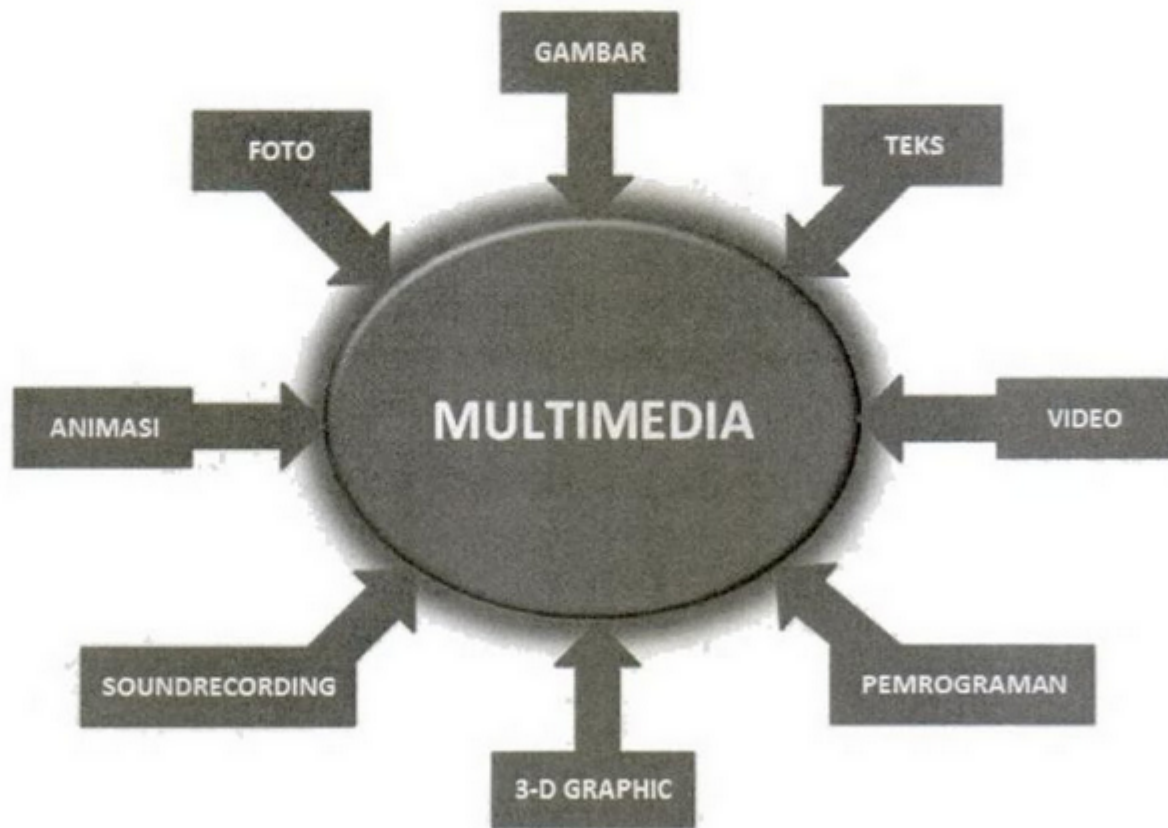 GAMBAR
FOTO
TEKS
ANIMASI
MULTIMEDIA
VIDEO
SOUNDRECORDING
PEMROGRAMAN
3-D GRAPHIC